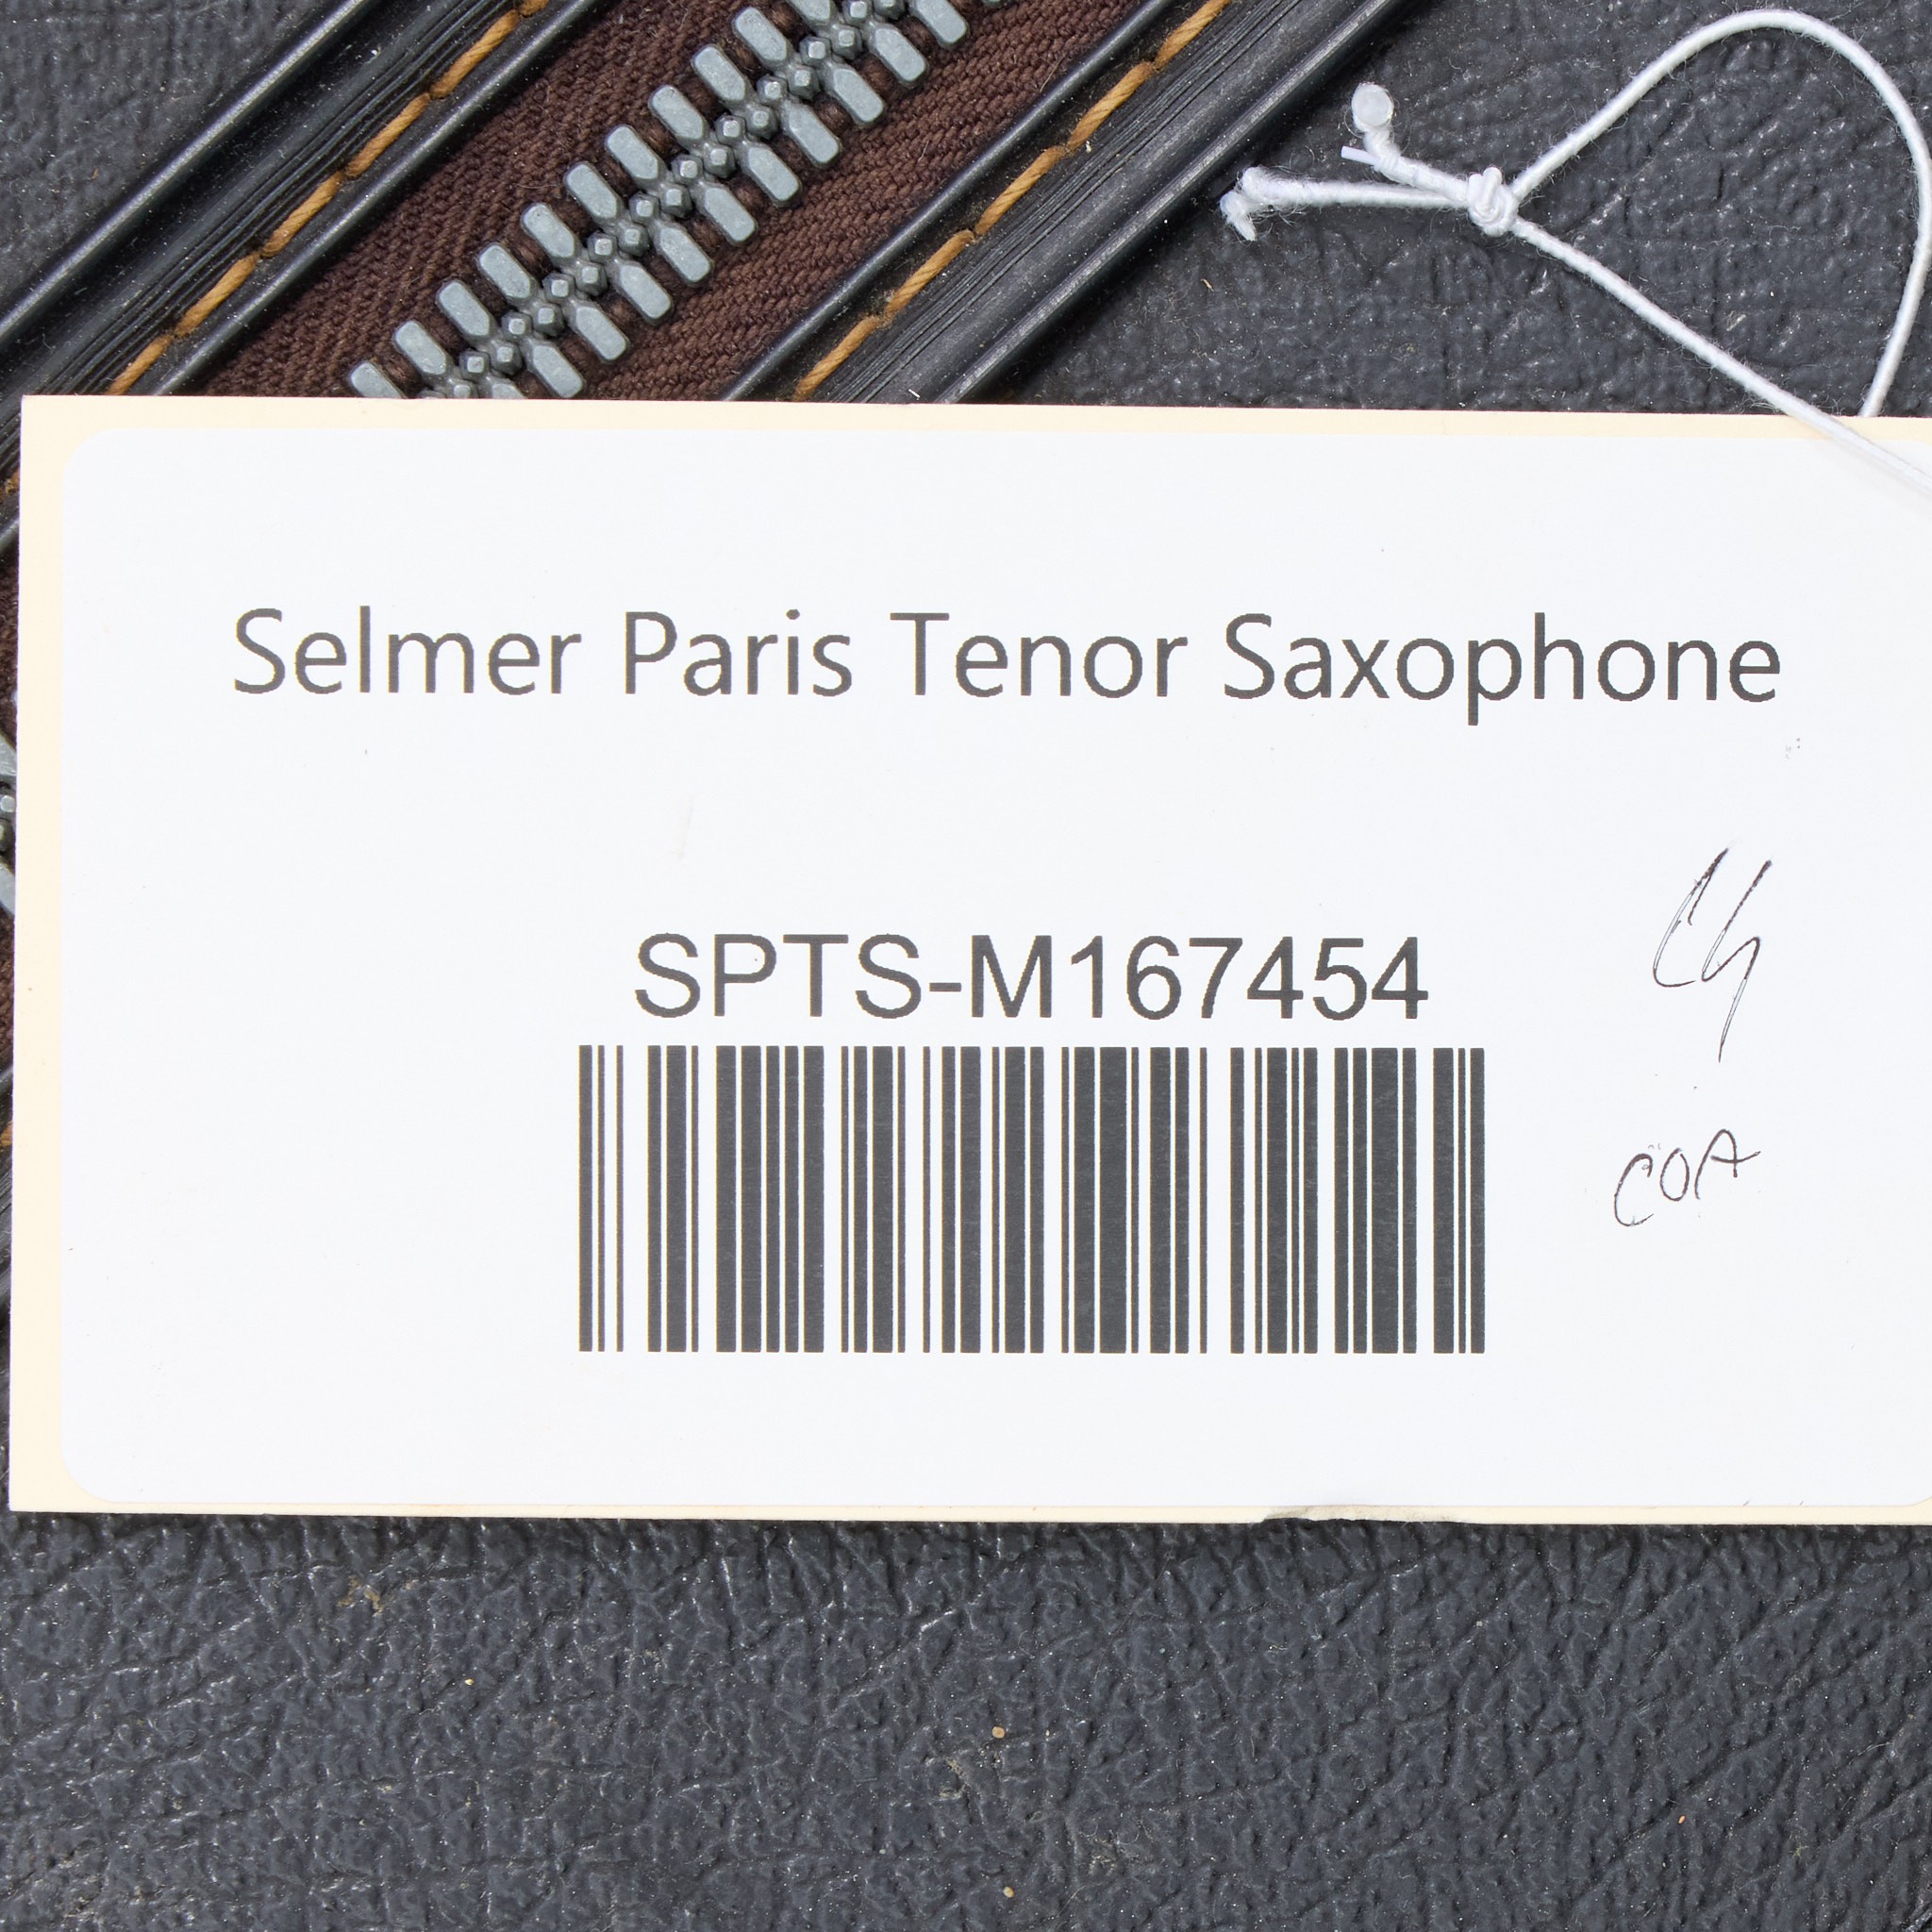 Selmer Paris Tenor Saxophone
SPTS-M167454
COA